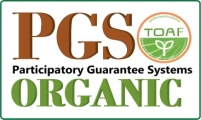 PGS
TOAF
Participatory Guarantee Systems
ORGANIC